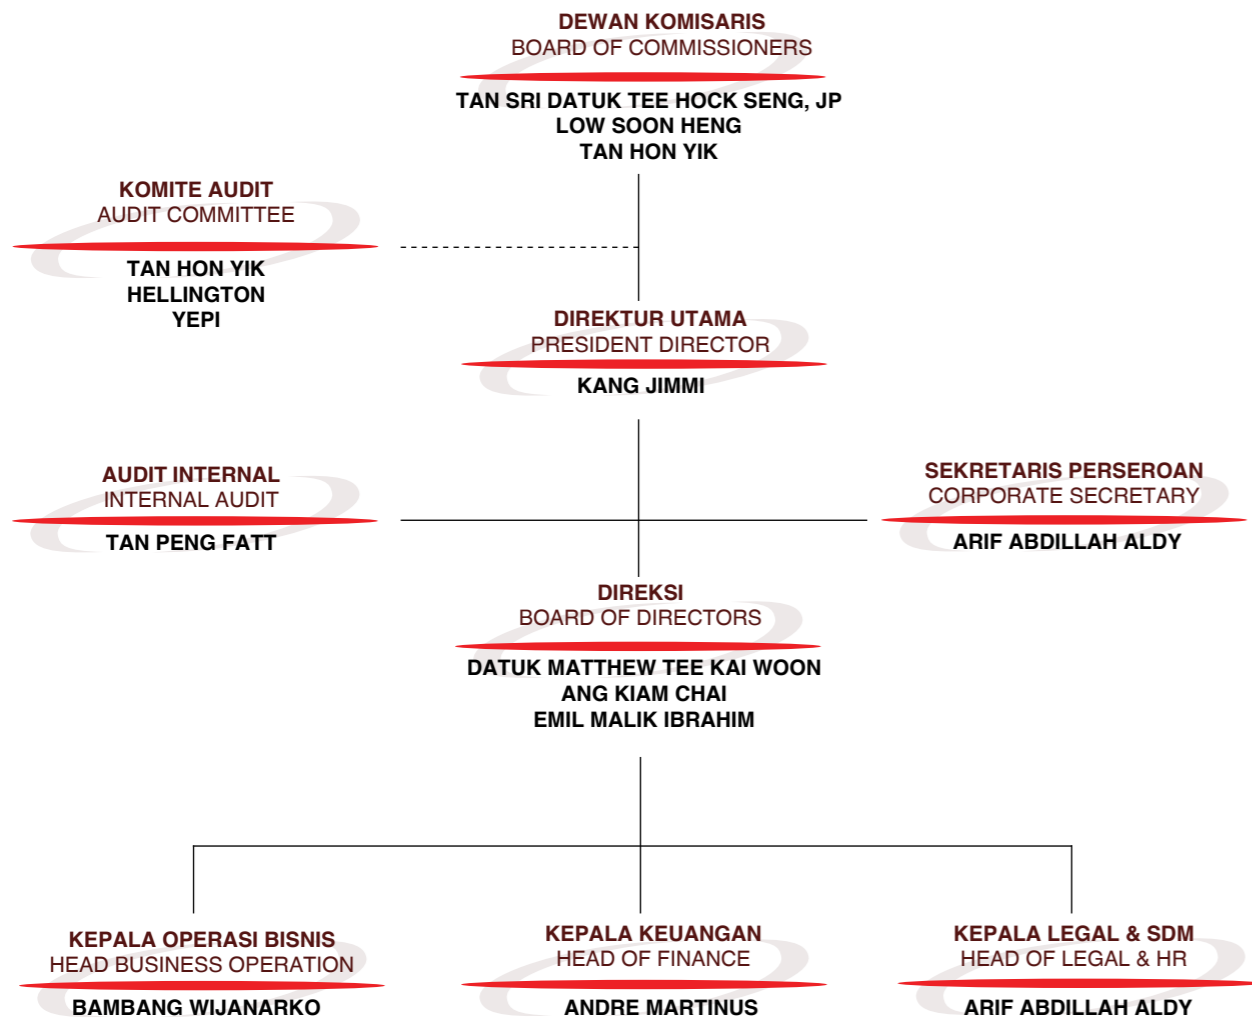 DEWAN KOMISARIS
BOARD OF COMMISSIONERS
TAN SRI DATUK TEE HOCK SENG, JP
LOW SOON HENG
TAN HON YIK
KOMITE AUDIT
AUDIT COMMITTEE
TAN HON YIK
HELLINGTON
YEPI
DIREKTUR UTAMA
PRESIDENT DIRECTOR
KANG JIMMI
AUDIT INTERNAL
INTERNAL AUDIT
TAN PENG FATT
SEKRETARIS PERSEROAN
CORPORATE SECRETARY
ARIF ABDILLAH ALDY
DIREKSI
BOARD OF DIRECTORS
DATUK MATTHEW TEE KAI WOON
ANG KIAM CHAI
EMIL MALIK IBRAHIM
KEPALA OPERASI BISNIS
HEAD BUSINESS OPERATION
BAMBANG WIJANARKO
KEPALA KEUANGAN
HEAD OF FINANCE
ANDRE MARTINUS
KEPALA LEGAL & SDM
HEAD OF LEGAL & HR
ARIF ABDILLAH ALDY